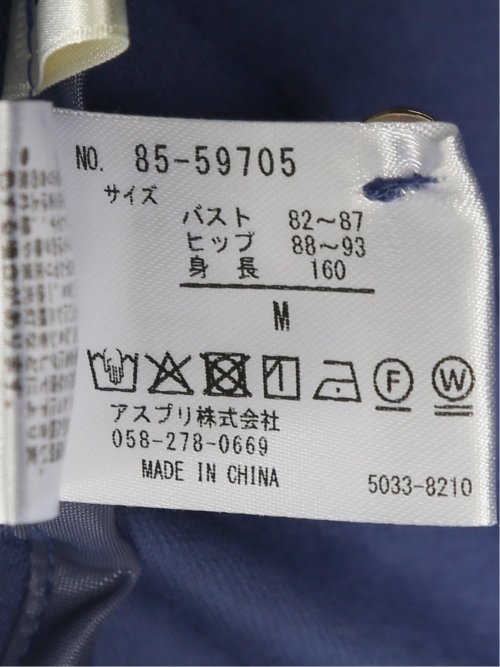 NO. 85-59705
サイズ
バスト 82～87
ヒップ 88～93
身長 160
M
F W
アスプリ株式会社
058-278-0669
MADE IN CHINA
5033-8210